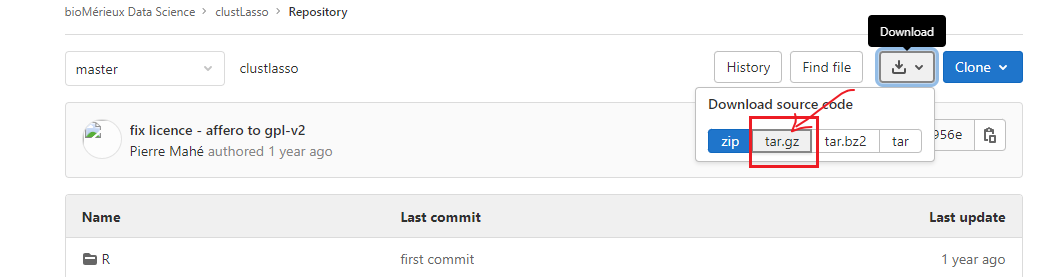 bioMérieux Data Science > clustLasso > Repository
Download
master
clustlasso
History
Find file
Clone
Download source code
zip tar.gz tar.bz2 tar
fix licence - affero to gpl-v2
956e
Pierre Mahé authored 1 year ago
Name Last commit Last update
R first commit 1 year ago